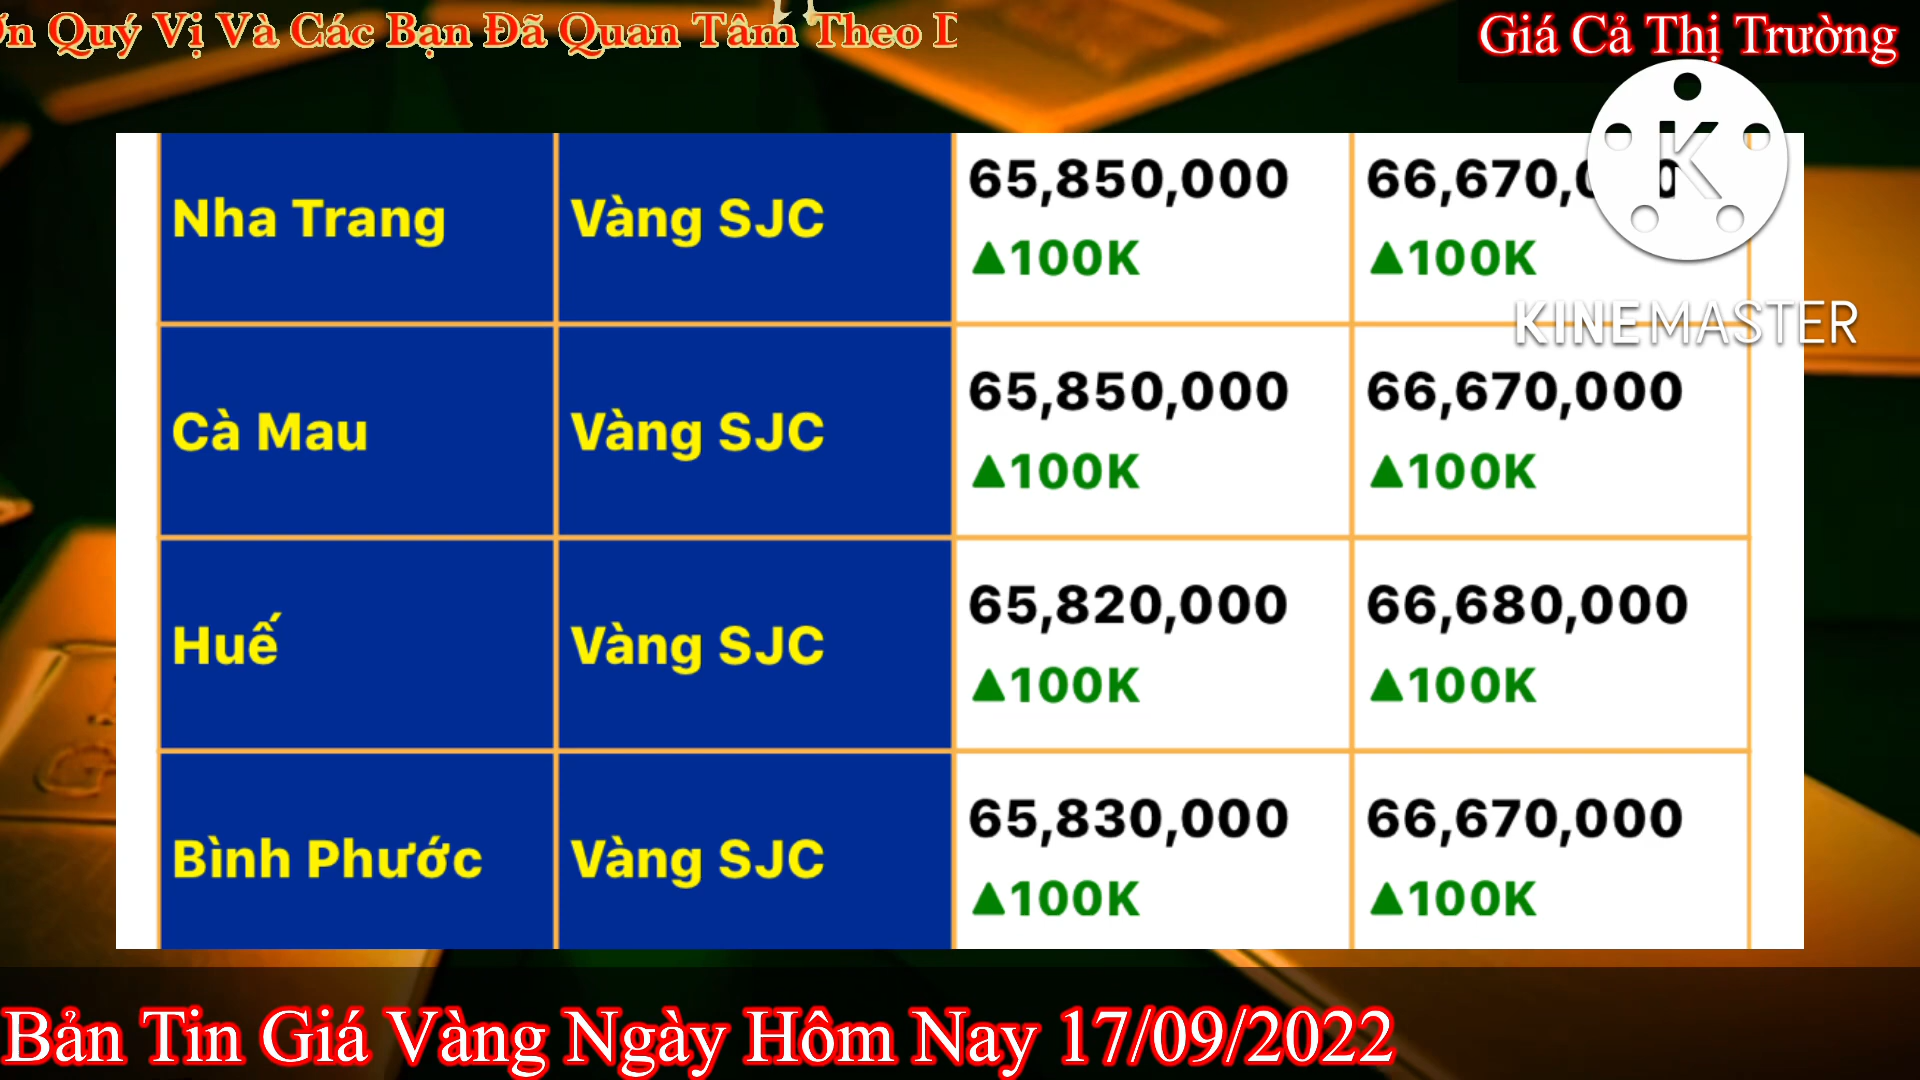 Quý Vị Và Các Bạn Đã Quan Tâm Theo
Giá Cả Thị Trường
K
KINEMASTER
Nha Trang Vàng SJC 65,850,000 66,670,
▲100K ▲100K
Cà Mau Vàng SJC 65,850,000 66,670,000
▲100K ▲100K
Huế Vàng SJC 65,820,000 66,680,000
▲100K ▲100K
Bình Phước Vàng SJC 65,830,000 66,670,000
▲100K ▲100K
Bản Tin Giá Vàng Ngày Hôm Nay 17/09/2022